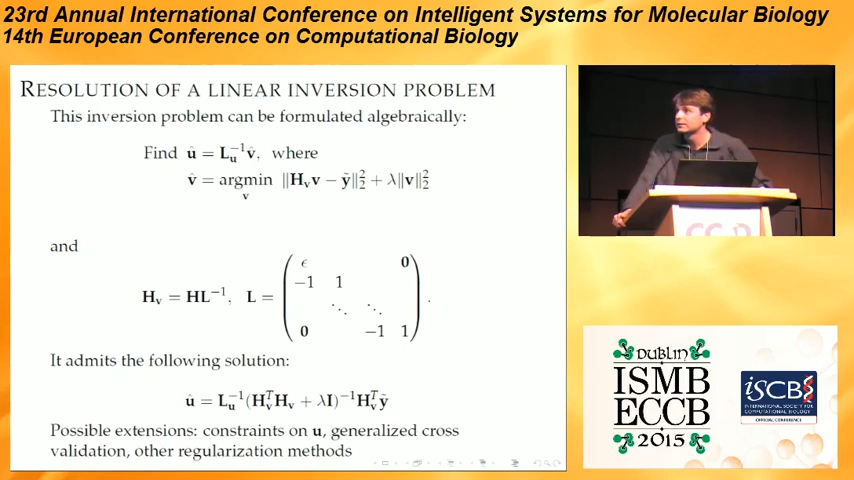 23rd Annual International Conference on Intelligent Systems for Molecular Biology
14th European Conference on Computational Biology
RESOLUTION OF A LINEAR INVERSION PROBLEM
This inversion problem can be formulated algebraically:
Find û = L_u^{-1} v̂, where
v̂ = argmin_v ‖H_v v − ỹ‖₂² + λ‖v‖₂²
and
H_v = HL^{-1}, L = ( ϵ 0
−1 1
⋱ ⋱
0 −1 1 ) .
It admits the following solution:
û = L_u^{-1}(H_v^T H_v + λI)^{-1} H_v^T ỹ
Possible extensions: constraints on u, generalized cross
validation, other regularization methods
DUBLIN
ISMB
ECCB
2015
ISCB
INTERNATIONAL SOCIETY FOR
COMPUTATIONAL BIOLOGY
OFFICIAL CONFERENCE